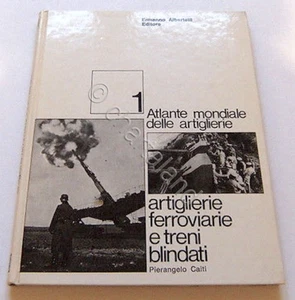 Ermanno Albertelli
Editore
1
Atlante mondiale
delle artiglierie
artiglierie
ferroviarie
e treni
blindati
Pierangelo Caiti